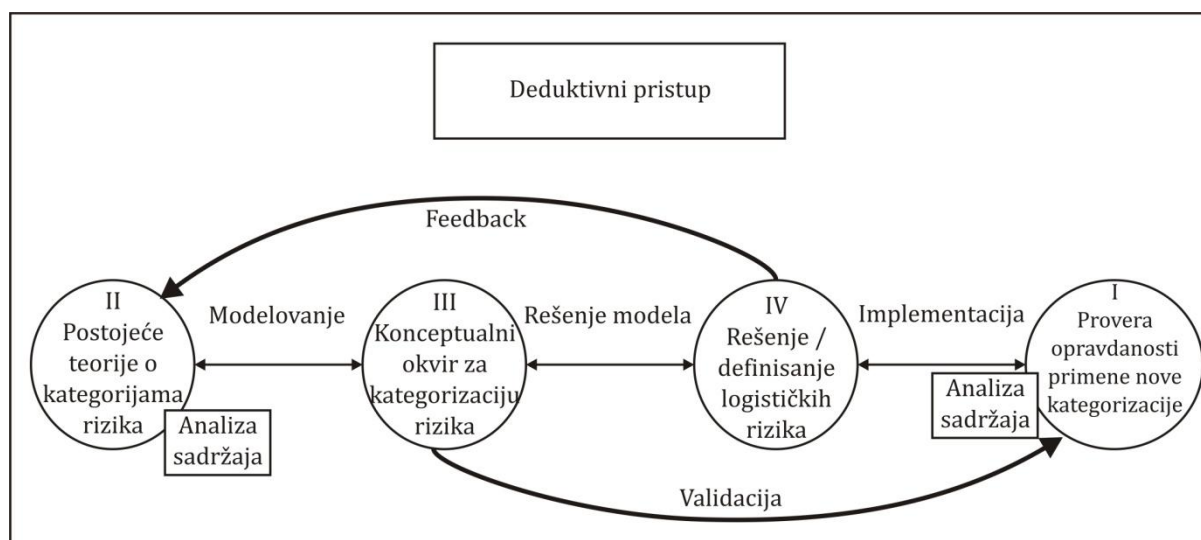 Deduktivni pristup
Feedback
II
Postojeće
teorije o
kategorijama
rizika
Analiza
sadržaja
Modelovanje
III
Konceptualni
okvir za
kategorizaciju
rizika
Rešenje modela
IV
Rešenje /
definisanje
logističkih
rizika
Implementacija
I
Provera
opravdanosti
primene nove
kategorizacije
Analiza
sadržaja
Validacija